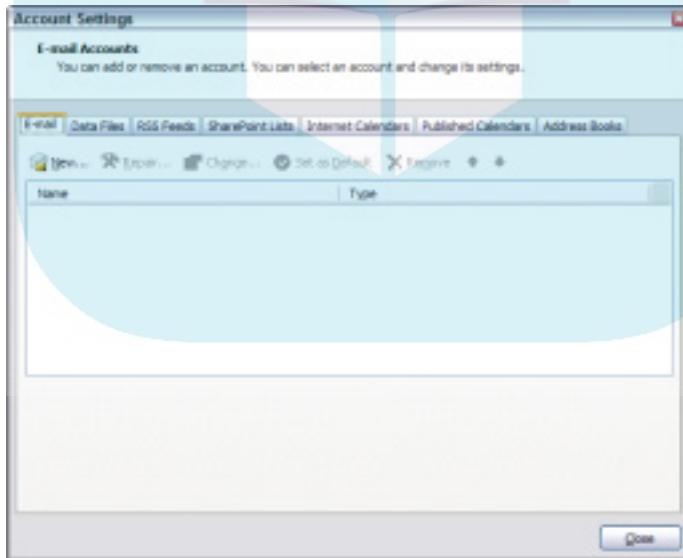 Account Settings
E-mail Accounts
You can add or remove an account. You can select an account and change its settings.
E-mail Data Files RSS Feeds SharePoint Lists Internet Calendars Published Calendars Address Books
New... Repair... Change... Set as Default Remove
Name Type
Close